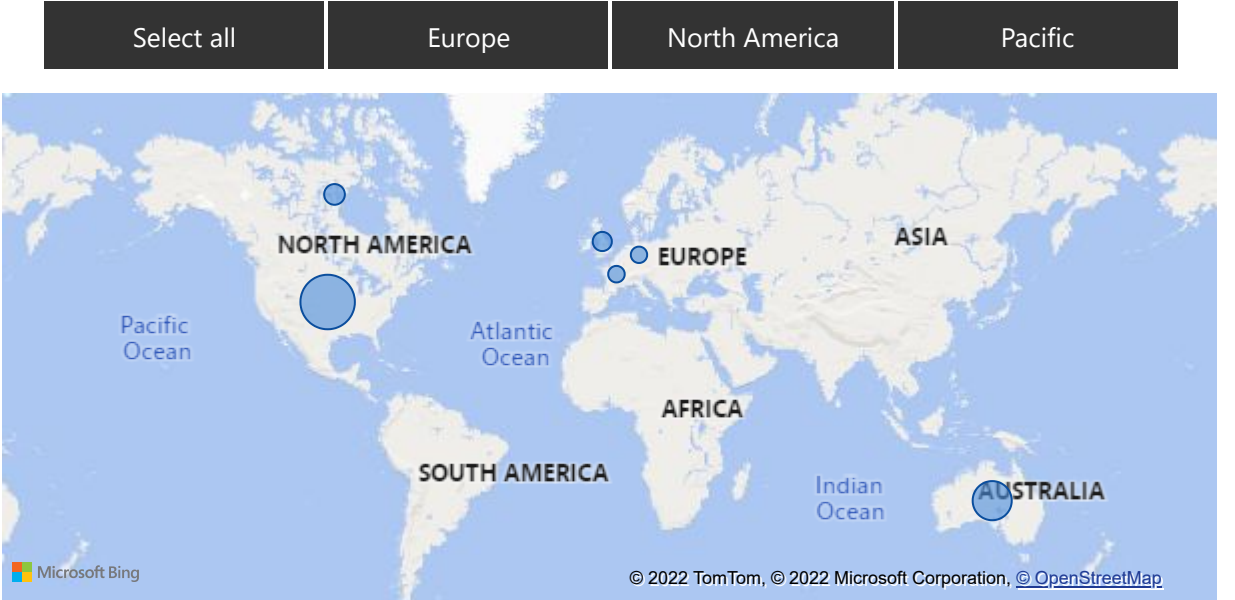 Select all
Europe
North America
Pacific
NORTH AMERICA
EUROPE
ASIA
Pacific
Ocean
Atlantic
Ocean
AFRICA
SOUTH AMERICA
Indian
Ocean
AUSTRALIA
Microsoft Bing
© 2022 TomTom, © 2022 Microsoft Corporation, © OpenStreetMap